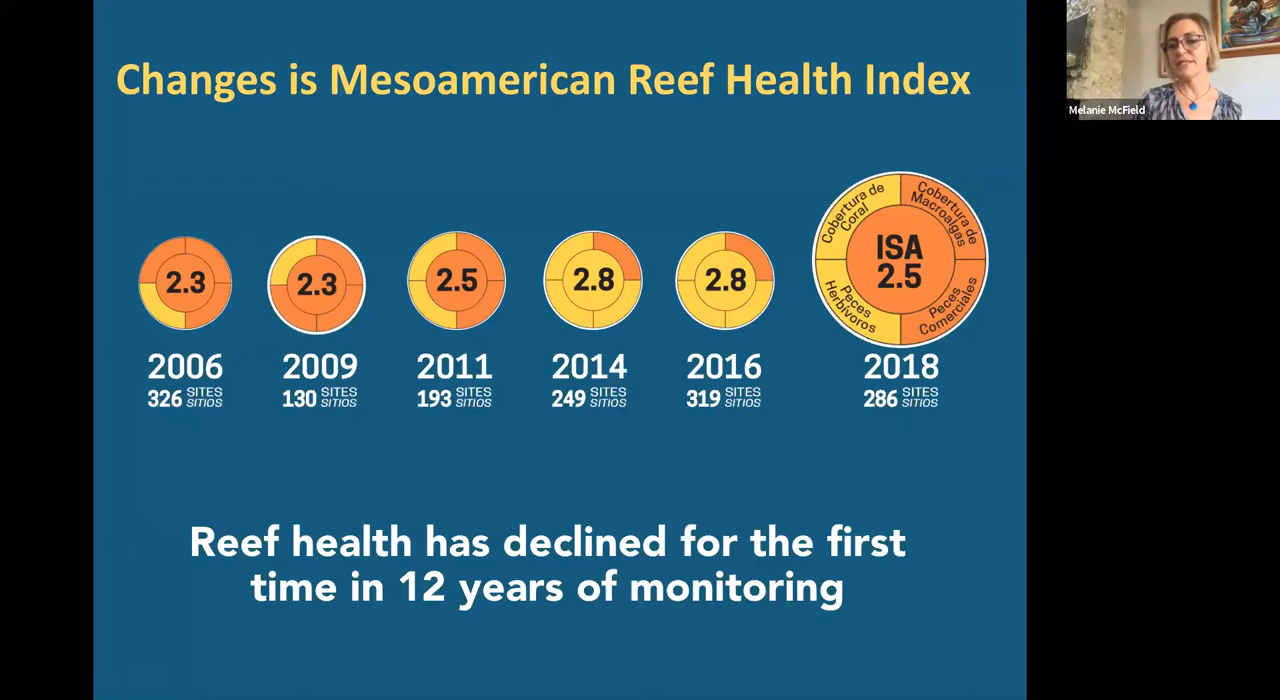 Changes is Mesoamerican Reef Health Index
Melanie McField
2.3
2.3
2.5
2.8
2.8
Cobertura de
Coral
Cobertura de
Macroalgas
ISA
2.5
Peces
Herbívoros
Peces
Comerciales
2006
326 SITES
SITIOS
2009
130 SITES
SITIOS
2011
193 SITES
SITIOS
2014
249 SITES
SITIOS
2016
319 SITES
SITIOS
2018
286 SITES
SITIOS
Reef health has declined for the first
time in 12 years of monitoring